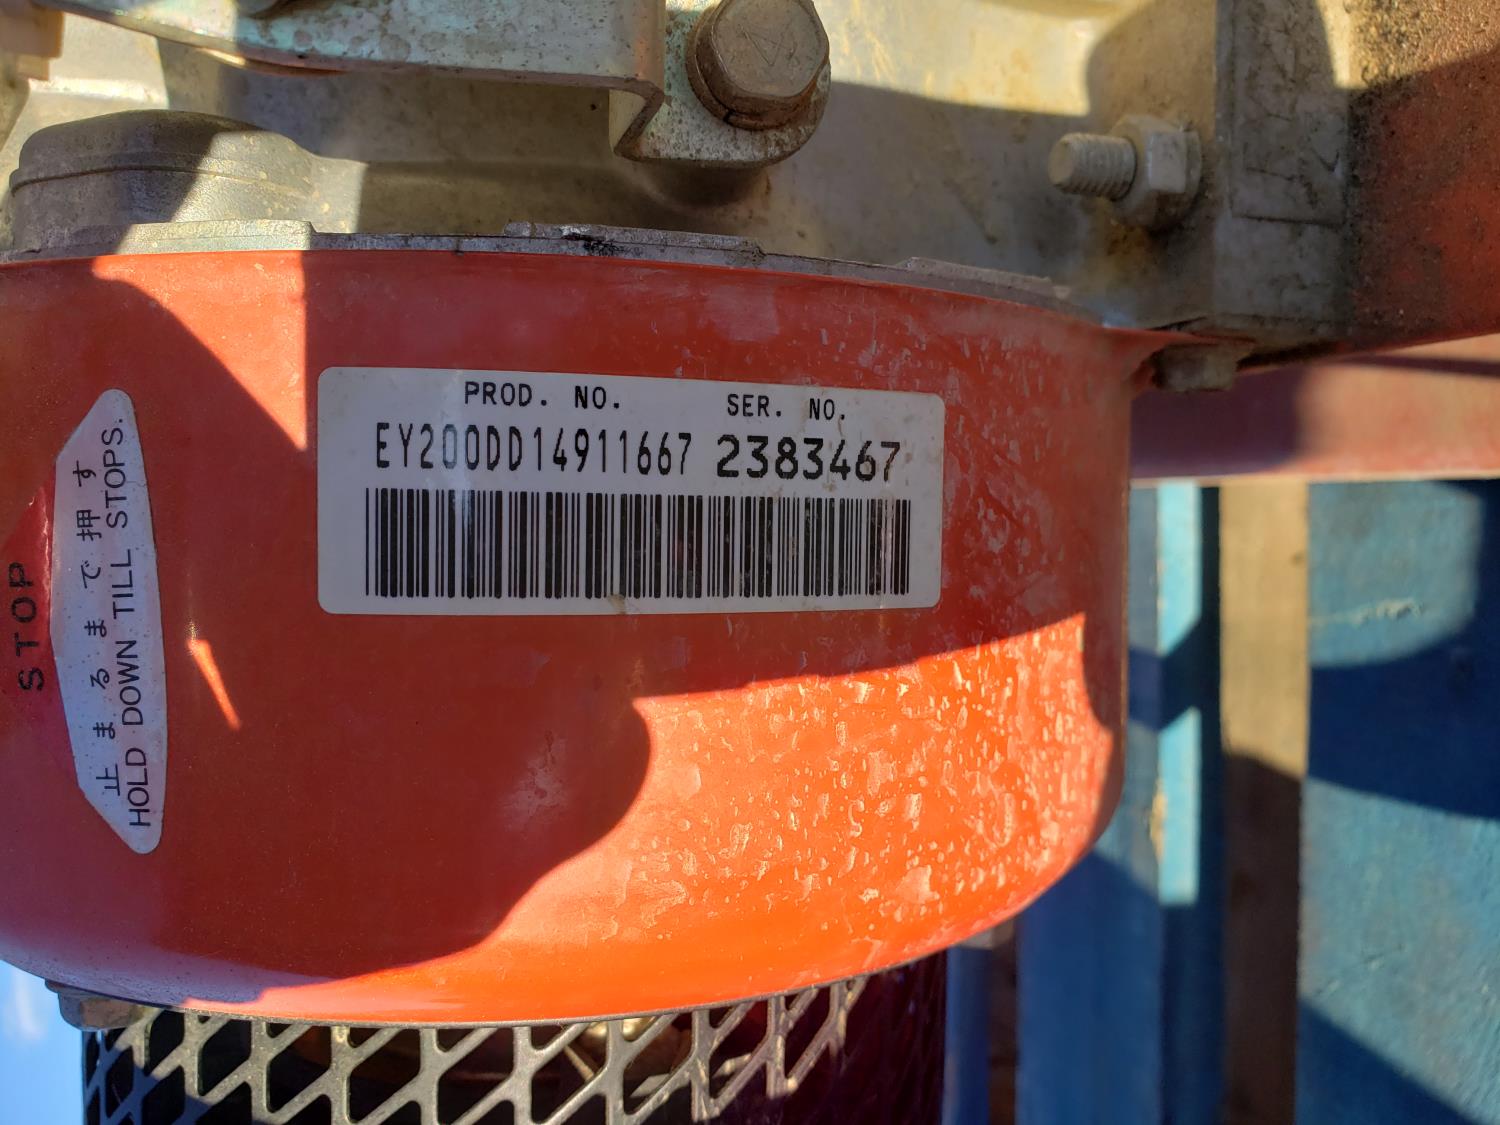 PROD. NO. SER. NO.
EY200DD14911667 2383467
STOP
止まるまで押す
HOLD DOWN TILL STOPS.